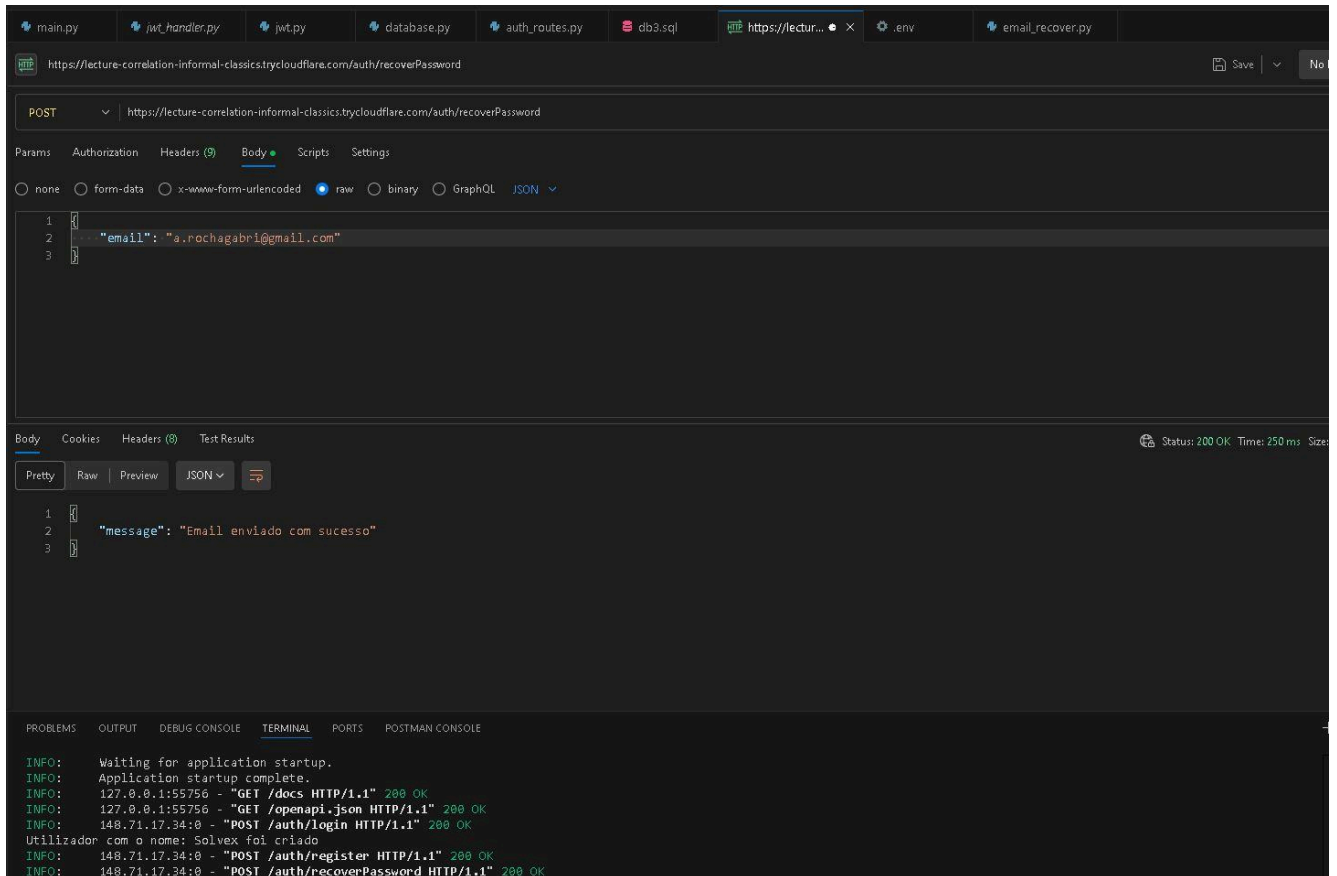 main.py jwt_handler.py jwt.py database.py auth_routes.py db3.sql https://lectur... .env email_recover.py
https://lecture-correlation-informal-classics.trycloudflare.com/auth/recoverPassword Save No
POST https://lecture-correlation-informal-classics.trycloudflare.com/auth/recoverPassword
Params Authorization Headers (9) Body Scripts Settings
none form-data x-www-form-urlencoded raw binary GraphQL JSON
1 {
2 "email": "a.rochagabri@gmail.com"
3 }
Body Cookies Headers (8) Test Results Status: 200 OK Time: 250 ms Size:
Pretty Raw Preview JSON
1 {
2 "message": "Email enviado com sucesso"
3 }
PROBLEMS OUTPUT DEBUG CONSOLE TERMINAL PORTS POSTMAN CONSOLE
INFO: Waiting for application startup.
INFO: Application startup complete.
INFO: 127.0.0.1:55756 - "GET /docs HTTP/1.1" 200 OK
INFO: 127.0.0.1:55756 - "GET /openapi.json HTTP/1.1" 200 OK
INFO: 148.71.17.34:0 - "POST /auth/login HTTP/1.1" 200 OK
Utilizador com o nome: Solvex foi criado
INFO: 148.71.17.34:0 - "POST /auth/register HTTP/1.1" 200 OK
INFO: 148.71.17.34:0 - "POST /auth/recoverPassword HTTP/1.1" 200 OK